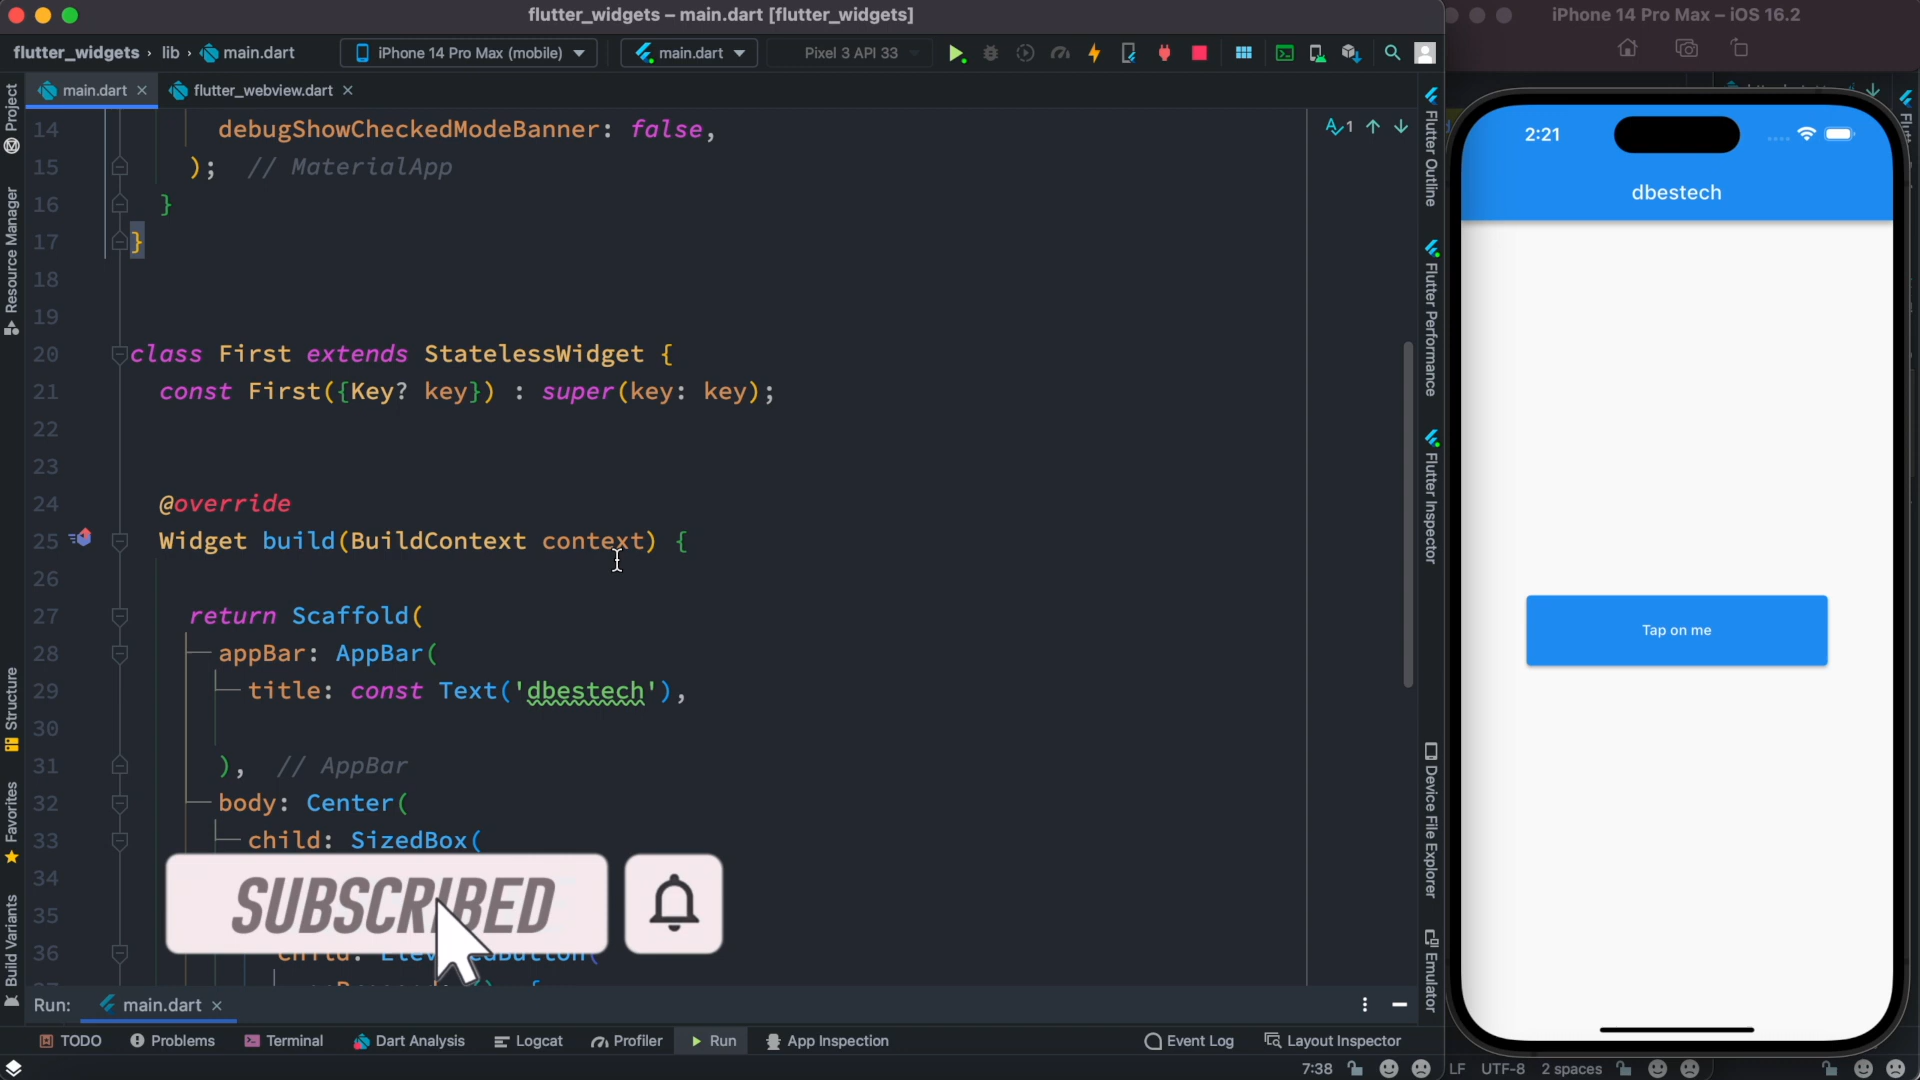 flutter_widgets – main.dart [flutter_widgets]
iPhone 14 Pro Max – iOS 16.2
flutter_widgets › lib › main.dart
iPhone 14 Pro Max (mobile)
main.dart
Pixel 3 API 33
main.dart
flutter_webview.dart
Project
Resource Manager
Structure
Favorites
Build Variants
14 debugShowCheckedModeBanner: false,
15 ); // MaterialApp
16 }
17 }
18
19
20 class First extends StatelessWidget {
21 const First({Key? key}) : super(key: key);
22
23
24 @override
25 Widget build(BuildContext context) {
26
27 return Scaffold(
28 appBar: AppBar(
29 title: const Text('dbestech'),
30
31 ), // AppBar
32 body: Center(
33 child: SizedBox(
34
35
36 child: ElevatedButton(
SUBSCRIBED
1
Flutter Outline
Flutter Performance
Flutter Inspector
Device File Explorer
Emulator
2:21
dbestech
Tap on me
Run: main.dart
TODO Problems Terminal Dart Analysis Logcat Profiler Run App Inspection Event Log Layout Inspector
7:38 LF UTF-8 2 spaces